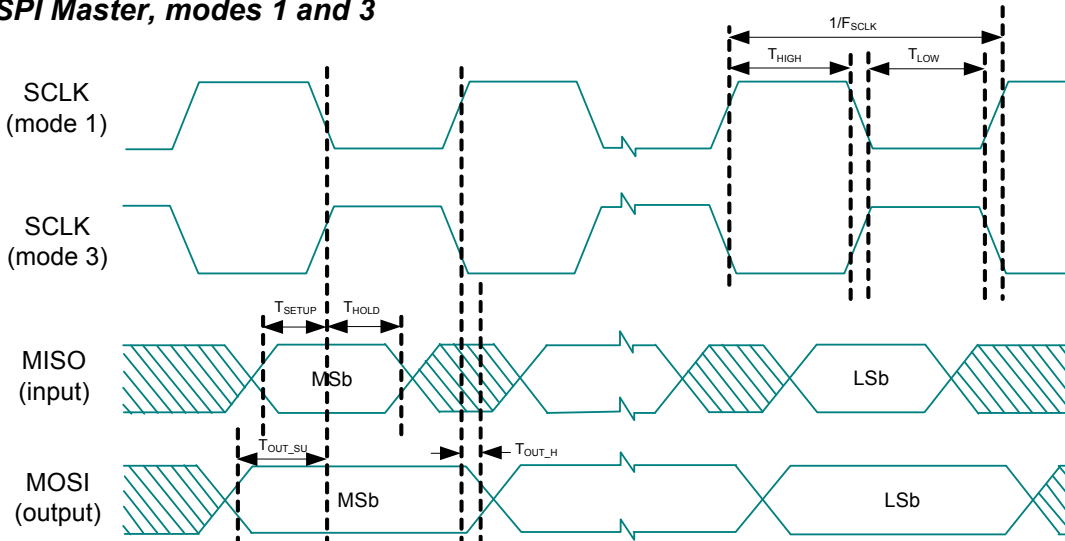 SPI Master, modes 1 and 3
1/FSCLK
THIGH
TLOW
SCLK
(mode 1)
SCLK
(mode 3)
TSETUP
THOLD
MISO
(input)
MSb
LSb
TOUT_SU
TOUT_H
MOSI
(output)
MSb
LSb